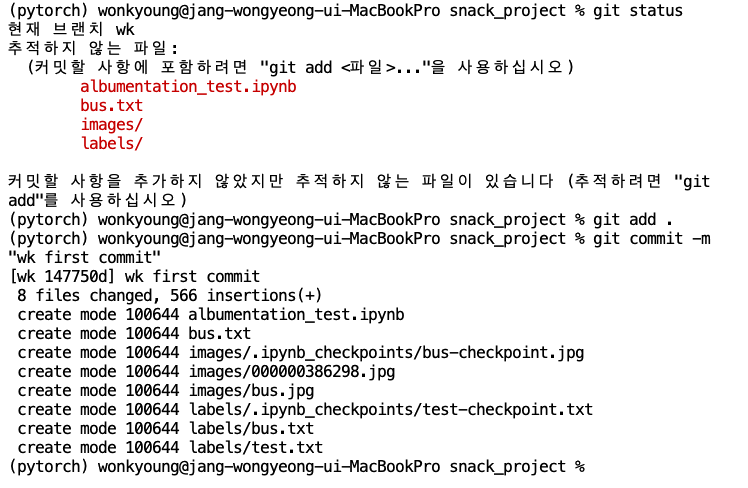 (pytorch) wonkyoung@jang-wongyeong-ui-MacBookPro snack_project % git status
현재 브랜치 wk
추적하지 않는 파일:
  (커밋할 사항에 포함하려면 "git add <파일>..."을 사용하십시오)
        albumentation_test.ipynb
        bus.txt
        images/
        labels/

커밋할 사항을 추가하지 않았지만 추적하지 않는 파일이 있습니다 (추적하려면 "git
add"를 사용하십시오)
(pytorch) wonkyoung@jang-wongyeong-ui-MacBookPro snack_project % git add .
(pytorch) wonkyoung@jang-wongyeong-ui-MacBookPro snack_project % git commit -m
"wk first commit"
[wk 147750d] wk first commit
 8 files changed, 566 insertions(+)
 create mode 100644 albumentation_test.ipynb
 create mode 100644 bus.txt
 create mode 100644 images/.ipynb_checkpoints/bus-checkpoint.jpg
 create mode 100644 images/000000386298.jpg
 create mode 100644 images/bus.jpg
 create mode 100644 labels/.ipynb_checkpoints/test-checkpoint.txt
 create mode 100644 labels/bus.txt
 create mode 100644 labels/test.txt
(pytorch) wonkyoung@jang-wongyeong-ui-MacBookPro snack_project %